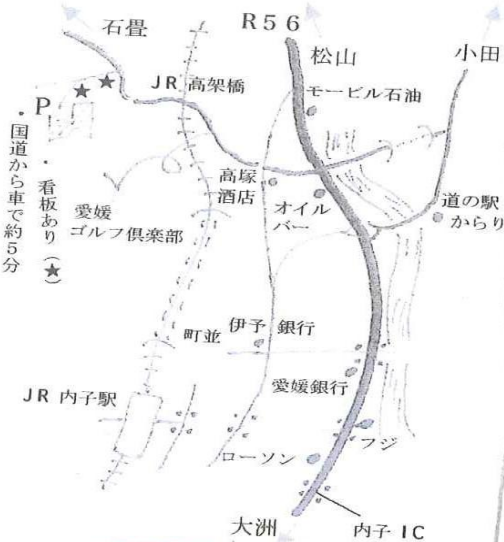 石畳
R56
松山
小田
JR 高架橋
モービル石油
P
・国道から車で約5分
・看板あり(★)
愛媛
ゴルフ倶楽部
高塚
酒店
オイル
バー
道の駅
からり
町並
伊予銀行
愛媛銀行
JR 内子駅
フジ
ローソン
大洲
内子 IC